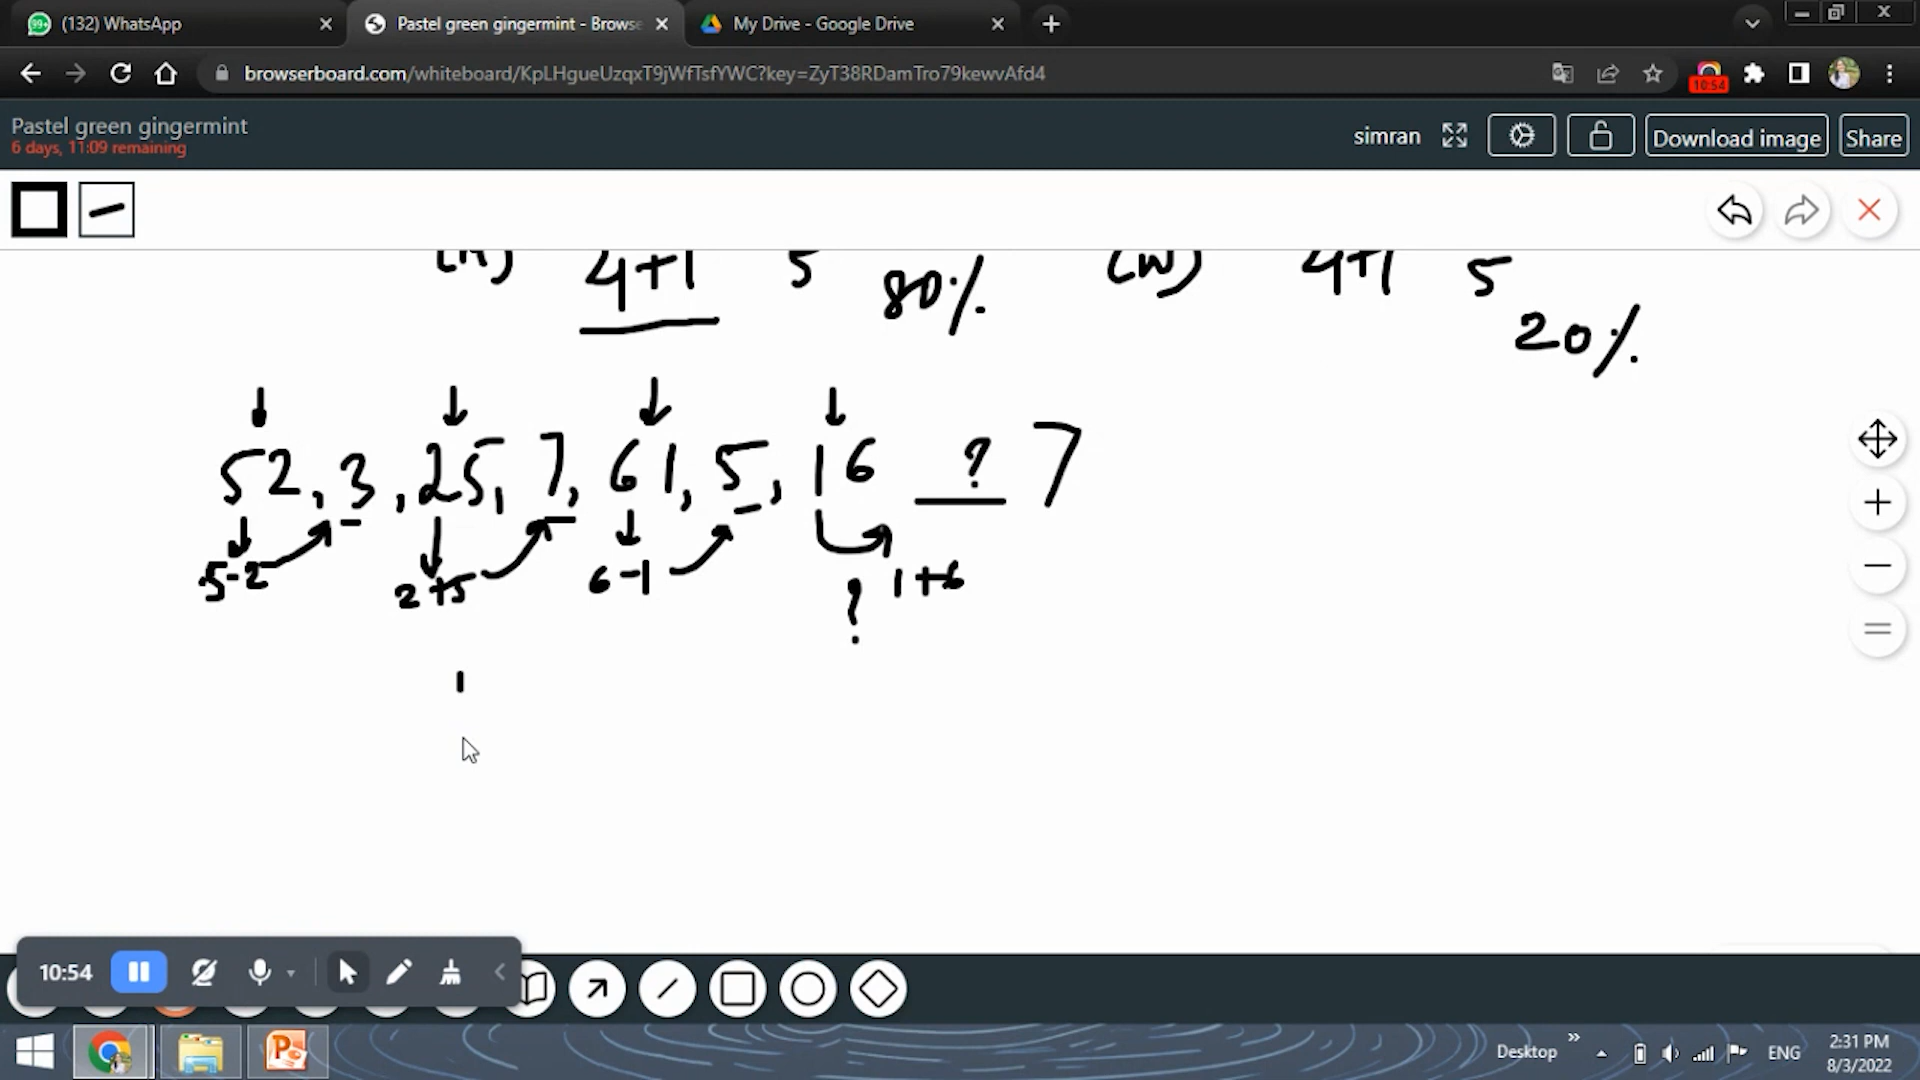 (132) WhatsApp
Pastel green gingermint - Browse
My Drive - Google Drive
browserboard.com/whiteboard/KpLHgueUzqxT9jWfTsfYWC?key=ZyT38RDamTro79kewvAfd4
10:54
Pastel green gingermint
6 days, 11:09 remaining
simran
Download image
Share
4+1 5 80% (W) 4+1 5
20%
52, 3, 25, 7, 61, 5, 16 ? 7
5-2 2+5 6-1 1+6
?
10:54
Desktop
ENG
2:31 PM
8/3/2022